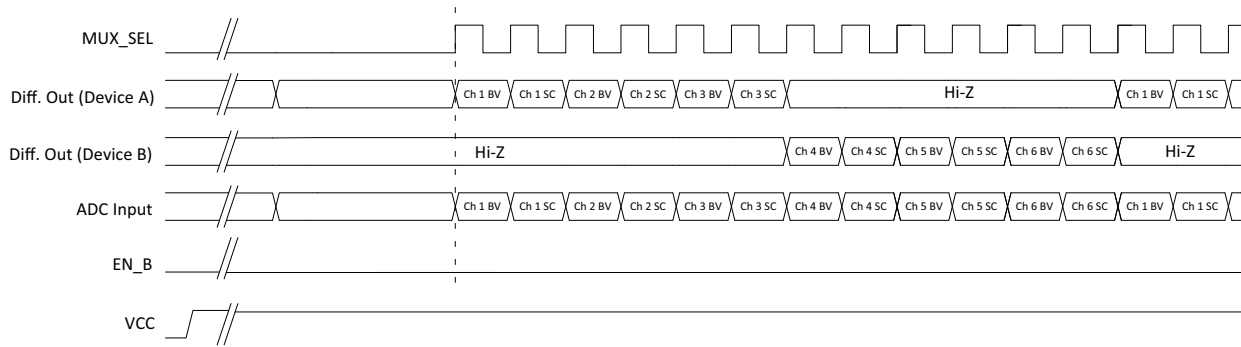 MUX_SEL
Diff. Out (Device A) Ch 1 BV Ch 1 SC Ch 2 BV Ch 2 SC Ch 3 BV Ch 3 SC Hi-Z Ch 1 BV Ch 1 SC
Diff. Out (Device B) Hi-Z Ch 4 BV Ch 4 SC Ch 5 BV Ch 5 SC Ch 6 BV Ch 6 SC Hi-Z
ADC Input Ch 1 BV Ch 1 SC Ch 2 BV Ch 2 SC Ch 3 BV Ch 3 SC Ch 4 BV Ch 4 SC Ch 5 BV Ch 5 SC Ch 6 BV Ch 6 SC Ch 1 BV Ch 1 SC
EN_B
VCC